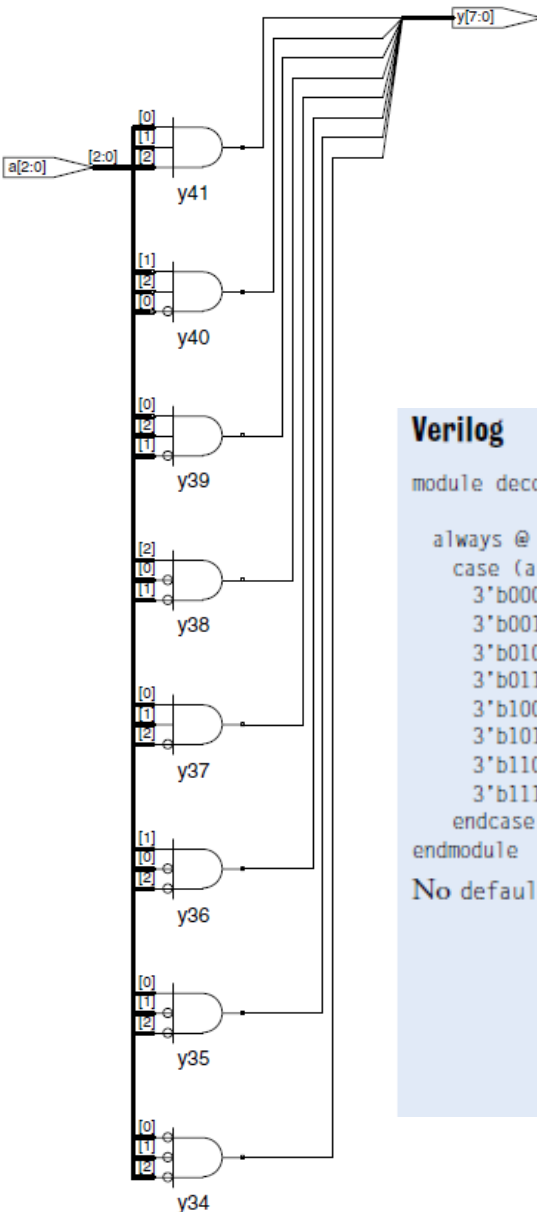 y[7:0]
[0]
[1]
a[2:0]
[2:0]
[2]
y41
[1]
[2]
[0]
y40
[0]
[2]
[1]
y39
[2]
[0]
[1]
y38
[0]
[1]
[2]
y37
[1]
[0]
[2]
y36
[0]
[1]
[2]
y35
[0]
[1]
[2]
y34
Verilog
module deco
always @
case (a
3'b000
3'b001
3'b010
3'b011
3'b100
3'b101
3'b110
3'b111
endcase
endmodule
No defaul